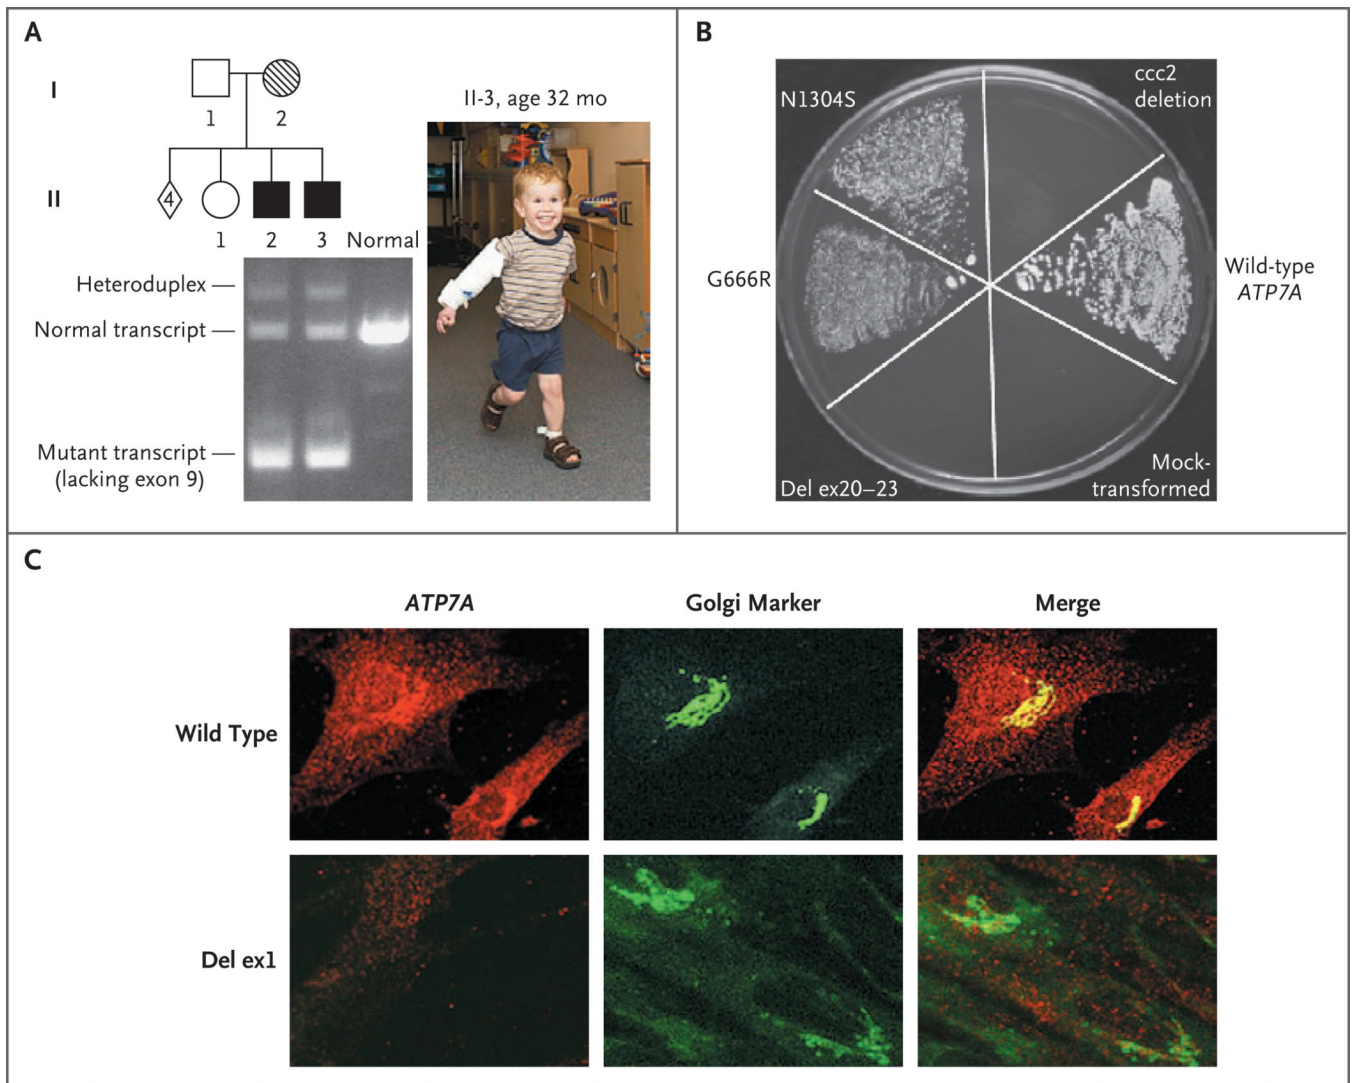 A
I
1
2
II
4
1
2
3
Normal
Heteroduplex
Normal transcript
Mutant transcript
(lacking exon 9)
II-3, age 32 mo
B
N1304S
ccc2
deletion
G666R
Wild-type
ATP7A
Del ex20–23
Mock-
transformed
C
ATP7A
Golgi Marker
Merge
Wild Type
Del ex1